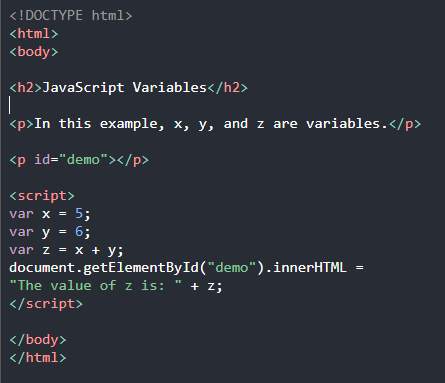 <!DOCTYPE html>
<html>
<body>
<h2>JavaScript Variables</h2>
<p>In this example, x, y, and z are variables.</p>
<p id="demo"></p>
<script>
var x = 5;
var y = 6;
var z = x + y;
document.getElementById("demo").innerHTML =
"The value of z is: " + z;
</script>
</body>
</html>